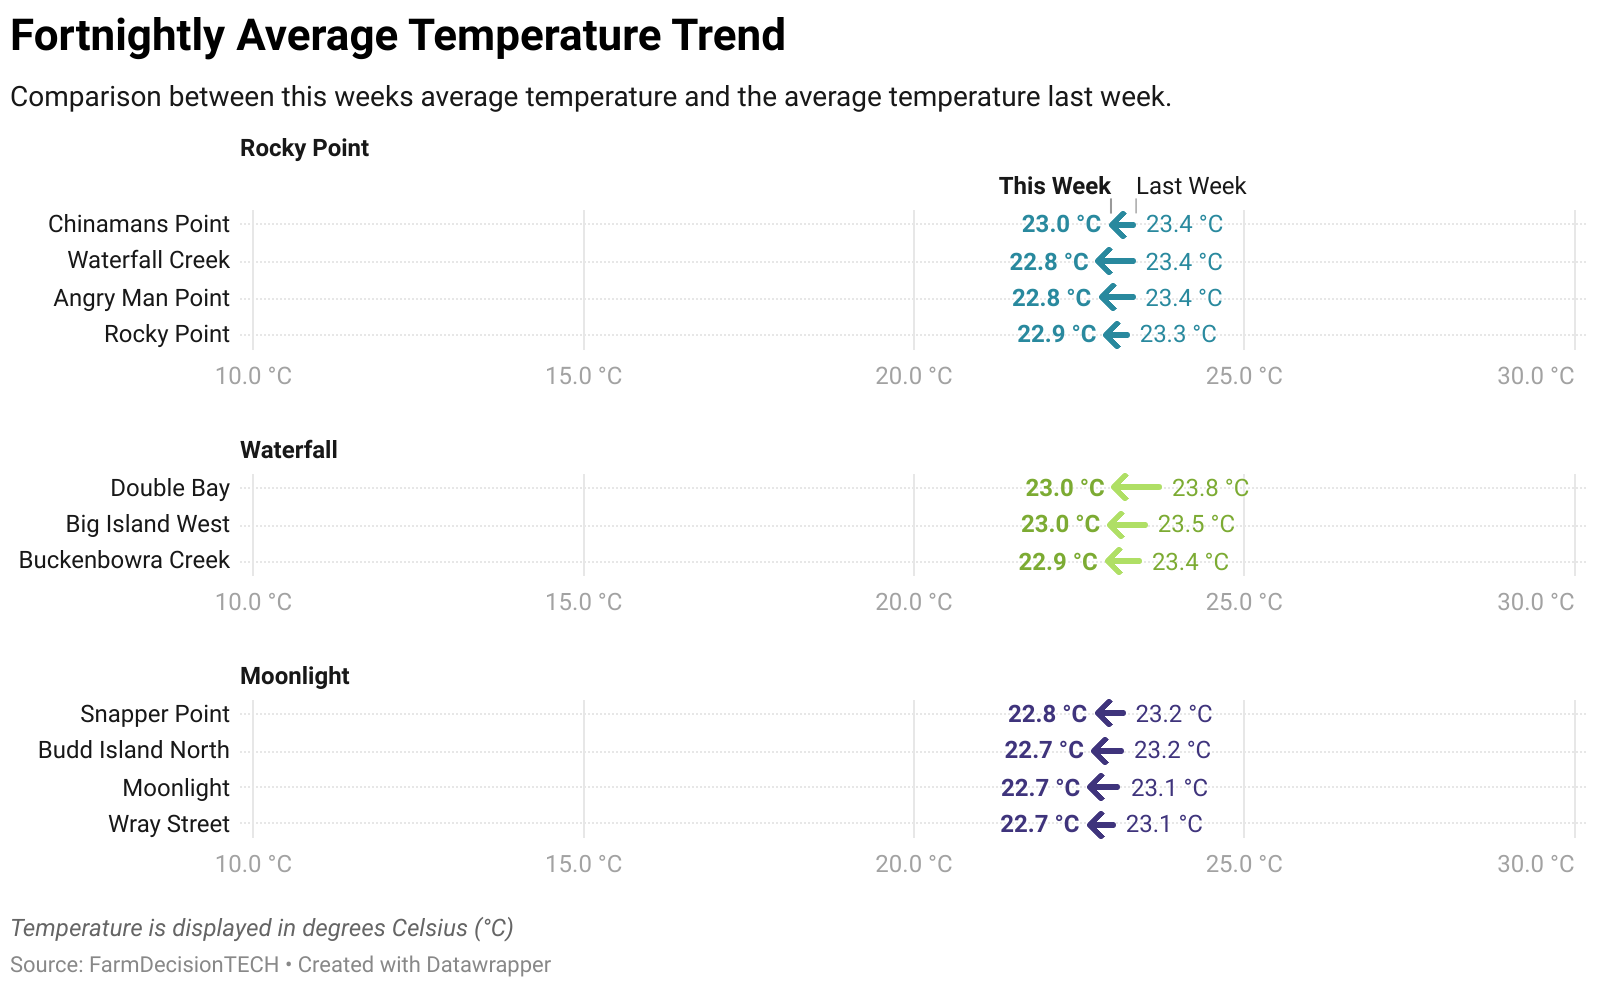 Fortnightly Average Temperature Trend
Comparison between this weeks average temperature and the average temperature last week.
Rocky Point
This Week Last Week
Chinamans Point 23.0 °C 23.4 °C
Waterfall Creek 22.8 °C 23.4 °C
Angry Man Point 22.8 °C 23.4 °C
Rocky Point 22.9 °C 23.3 °C
10.0 °C 15.0 °C 20.0 °C 25.0 °C 30.0 °C
Waterfall
Double Bay 23.0 °C 23.8 °C
Big Island West 23.0 °C 23.5 °C
Buckenbowra Creek 22.9 °C 23.4 °C
10.0 °C 15.0 °C 20.0 °C 25.0 °C 30.0 °C
Moonlight
Snapper Point 22.8 °C 23.2 °C
Budd Island North 22.7 °C 23.2 °C
Moonlight 22.7 °C 23.1 °C
Wray Street 22.7 °C 23.1 °C
10.0 °C 15.0 °C 20.0 °C 25.0 °C 30.0 °C
Temperature is displayed in degrees Celsius (°C)
Source: FarmDecisionTECH • Created with Datawrapper